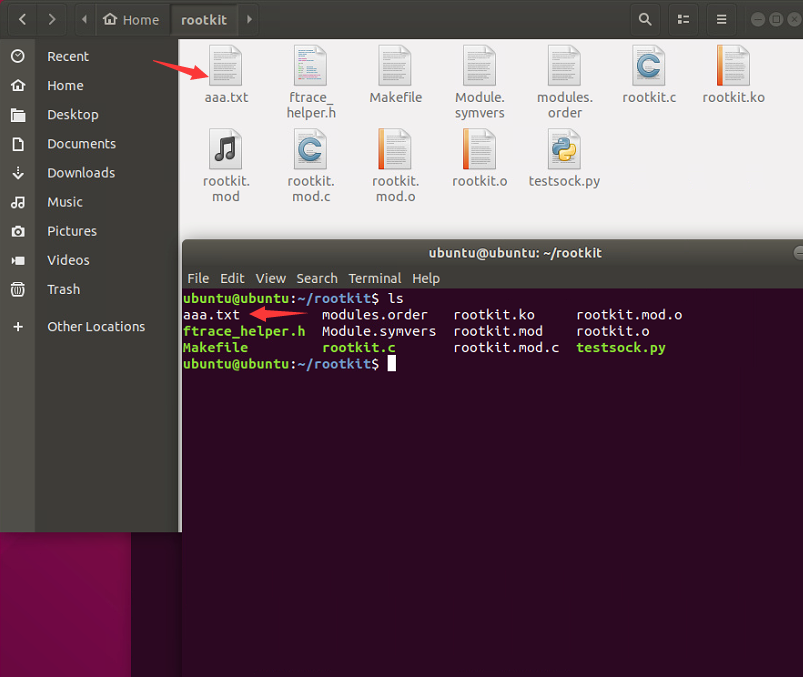 Home rootkit
Recent
Home
Desktop
Documents
Downloads
Music
Pictures
Videos
Trash
Other Locations
aaa.txt
ftrace_
helper.h
Makefile
Module.
symvers
modules.
order
rootkit.c
rootkit.ko
rootkit.
mod
rootkit.
mod.c
rootkit.
mod.o
rootkit.o
testsock.py
ubuntu@ubuntu: ~/rootkit
File Edit View Search Terminal Help
ubuntu@ubuntu:~/rootkit$ ls
aaa.txt modules.order rootkit.ko rootkit.mod.o
ftrace_helper.h Module.symvers rootkit.mod rootkit.o
Makefile rootkit.c rootkit.mod.c testsock.py
ubuntu@ubuntu:~/rootkit$